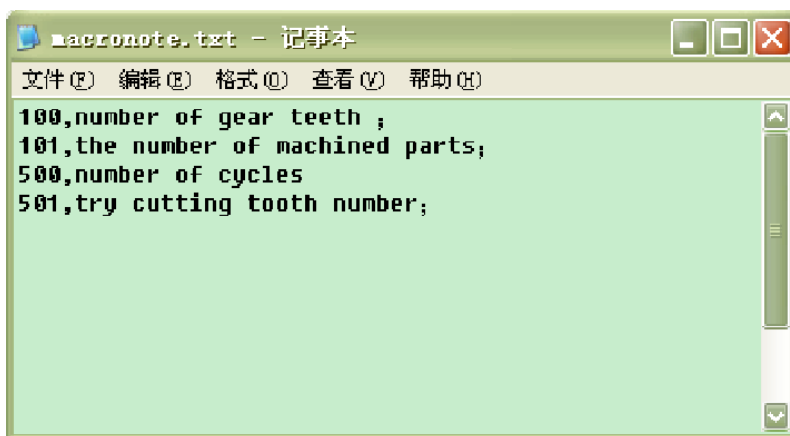 macronote.txt - 记事本
文件(F) 编辑(E) 格式(O) 查看(V) 帮助(H)
100,number of gear teeth ;
101,the number of machined parts;
500,number of cycles
501,try cutting tooth number;